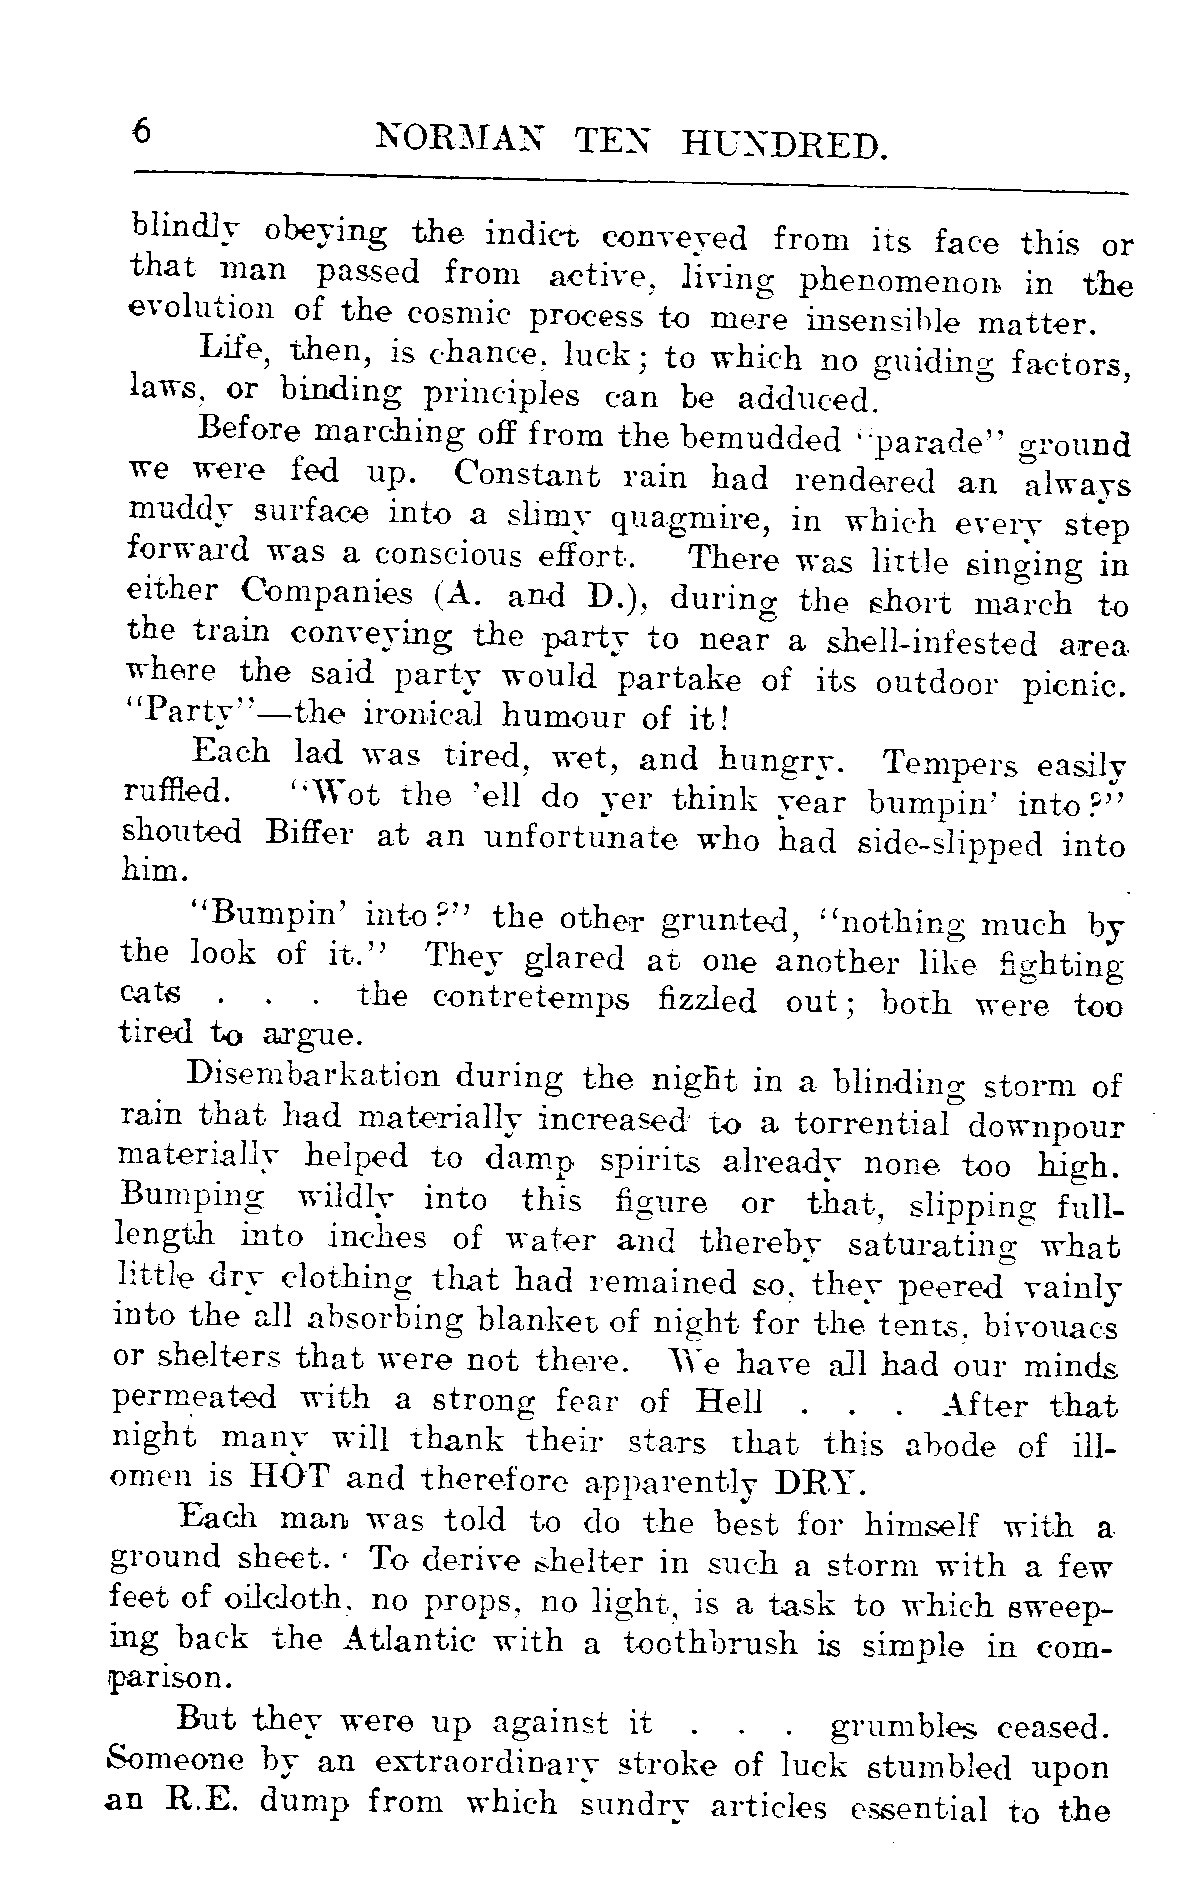 6 NORMAN TEN HUNDRED.
blindly obeying the indict conveyed from its face this or
that man passed from active, living phenomenon in the
evolution of the cosmic process to mere insensible matter.
Life, then, is chance, luck; to which no guiding factors,
laws, or binding principles can be adduced.
Before marching off from the bemudded "parade" ground
we were fed up. Constant rain had rendered an always
muddy surface into a slimy quagmire, in which every step
forward was a conscious effort. There was little singing in
either Companies (A. and D.), during the short march to
the train conveying the party to near a shell-infested area
where the said party would partake of its outdoor picnic.
"Party"—the ironical humour of it!
Each lad was tired, wet, and hungry. Tempers easily
ruffled. "Wot the 'ell do yer think year bumpin' into?"
shouted Biffer at an unfortunate who had side-slipped into
him.
"Bumpin' into?" the other grunted, "nothing much by
the look of it." They glared at one another like fighting
cats . . . the contretemps fizzled out; both were too
tired to argue.
Disembarkation during the night in a blinding storm of
rain that had materially increased to a torrential downpour
materially helped to damp spirits already none too high.
Bumping wildly into this figure or that, slipping full-
length into inches of water and thereby saturating what
little dry clothing that had remained so, they peered vainly
into the all absorbing blanket of night for the tents, bivouacs
or shelters that were not there. We have all had our minds
permeated with a strong fear of Hell . . . After that
night many will thank their stars that this abode of ill-
omen is HOT and therefore apparently DRY.
Each man was told to do the best for himself with a
ground sheet. To derive shelter in such a storm with a few
feet of oilcloth, no props, no light, is a task to which sweep-
ing back the Atlantic with a toothbrush is simple in com-
parison.
But they were up against it . . . grumbles ceased.
Someone by an extraordinary stroke of luck stumbled upon
an R.E. dump from which sundry articles essential to the